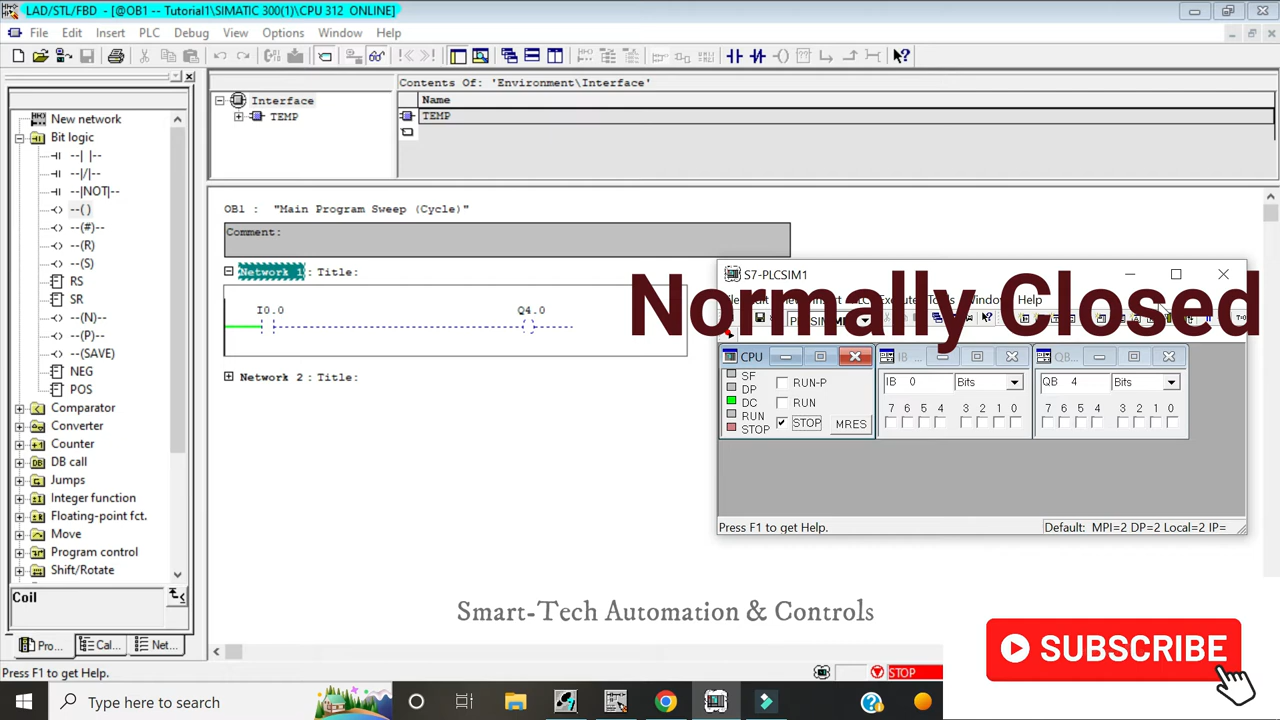 LAD/STL/FBD - [@OB1 -- Tutorial1\SIMATIC 300(1)\CPU 312 ONLINE]
File Edit Insert PLC Debug View Options Window Help
Contents Of: 'Environment\Interface'
Interface
TEMP
Name
TEMP
New network
Bit logic
--| |--
--|/|--
--|NOT|--
--( )
--(#)--
--(R)
--(S)
RS
SR
--(N)--
--(P)--
--(SAVE)
NEG
POS
Comparator
Converter
Counter
DB call
Jumps
Integer function
Floating-point fct.
Move
Program control
Shift/Rotate
Coil
Pro... Cal... Net...
OB1 : "Main Program Sweep (Cycle)"
Comment:
Network 1 : Title:
I0.0 Q4.0
Network 2 : Title:
S7-PLCSIM1
Window Help
Normally Closed
CPU
SF
DP
DC
RUN
STOP
RUN-P
RUN
STOP
MRES
IB...
IB 0 Bits
7 6 5 4 3 2 1 0
QB...
QB 4 Bits
7 6 5 4 3 2 1 0
Press F1 to get Help.
Default: MPI=2 DP=2 Local=2 IP=
Smart-Tech Automation & Controls
SUBSCRIBE
Press F1 to get Help.
STOP
Type here to search